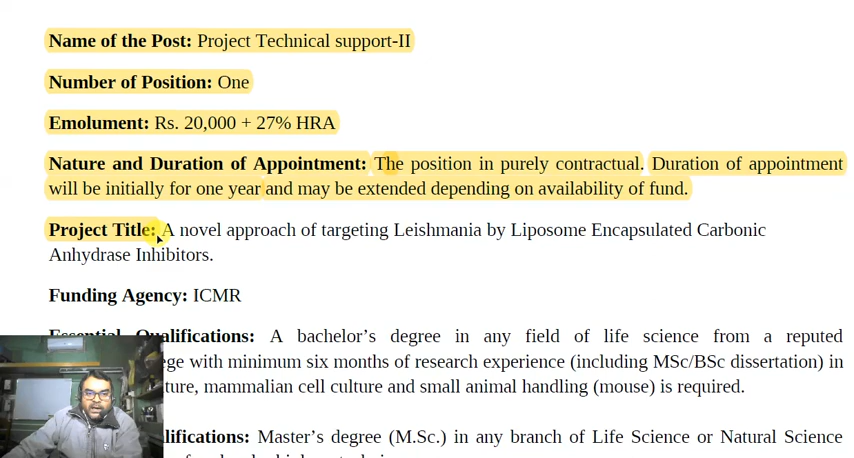 Name of the Post: Project Technical support-II
Number of Position: One
Emolument: Rs. 20,000 + 27% HRA
Nature and Duration of Appointment: The position in purely contractual. Duration of appointment
will be initially for one year and may be extended depending on availability of fund.
Project Title: A novel approach of targeting Leishmania by Liposome Encapsulated Carbonic
Anhydrase Inhibitors.
Funding Agency: ICMR
Essential Qualifications: A bachelor's degree in any field of life science from a reputed
with minimum six months of research experience (including MSc/BSc dissertation) in
mammalian cell culture and small animal handling (mouse) is required.
Master's degree (M.Sc.) in any branch of Life Science or Natural Science